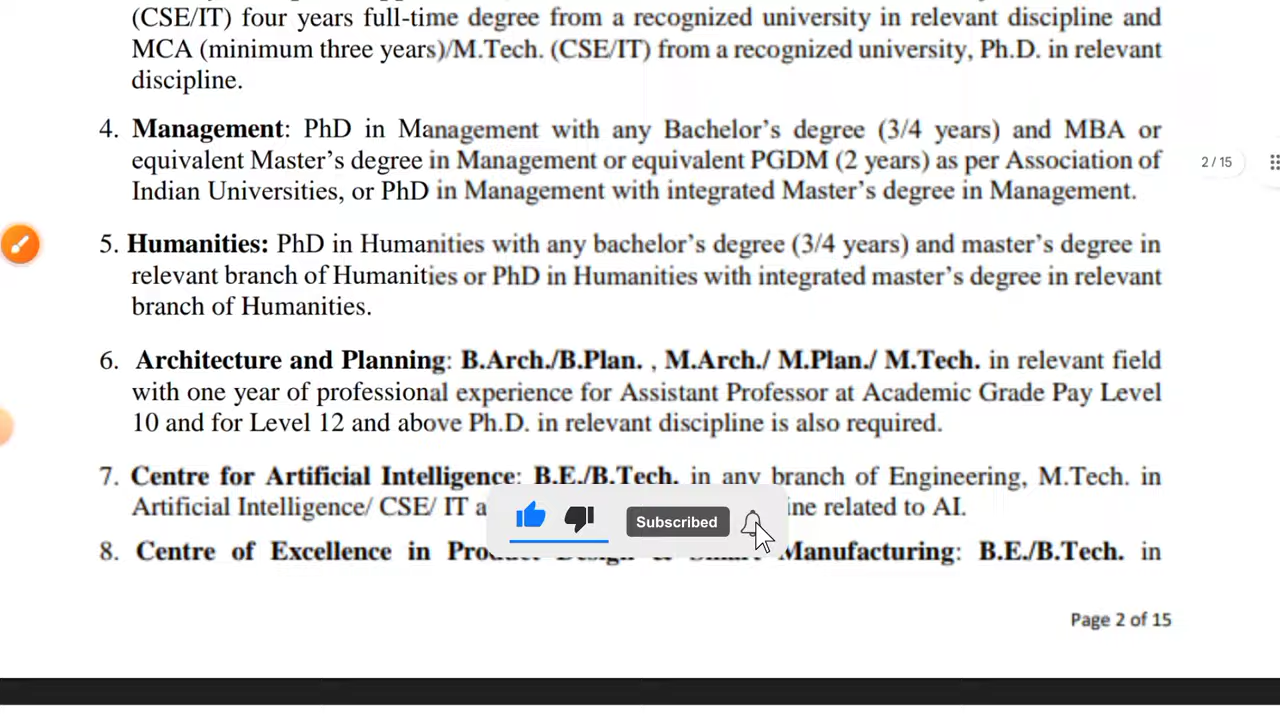 (CSE/IT) four years full-time degree from a recognized university in relevant discipline and
MCA (minimum three years)/M.Tech. (CSE/IT) from a recognized university, Ph.D. in relevant
discipline.
4. Management: PhD in Management with any Bachelor's degree (3/4 years) and MBA or
equivalent Master's degree in Management or equivalent PGDM (2 years) as per Association of
Indian Universities, or PhD in Management with integrated Master's degree in Management.
2 / 15
5. Humanities: PhD in Humanities with any bachelor's degree (3/4 years) and master's degree in
relevant branch of Humanities or PhD in Humanities with integrated master's degree in relevant
branch of Humanities.
6. Architecture and Planning: B.Arch./B.Plan. , M.Arch./ M.Plan./ M.Tech. in relevant field
with one year of professional experience for Assistant Professor at Academic Grade Pay Level
10 and for Level 12 and above Ph.D. in relevant discipline is also required.
7. Centre for Artificial Intelligence: B.E./B.Tech. in any branch of Engineering, M.Tech. in
Artificial Intelligence/ CSE/ IT related to AI.
Subscribed
8. Centre of Excellence in Manufacturing: B.E./B.Tech. in
Page 2 of 15